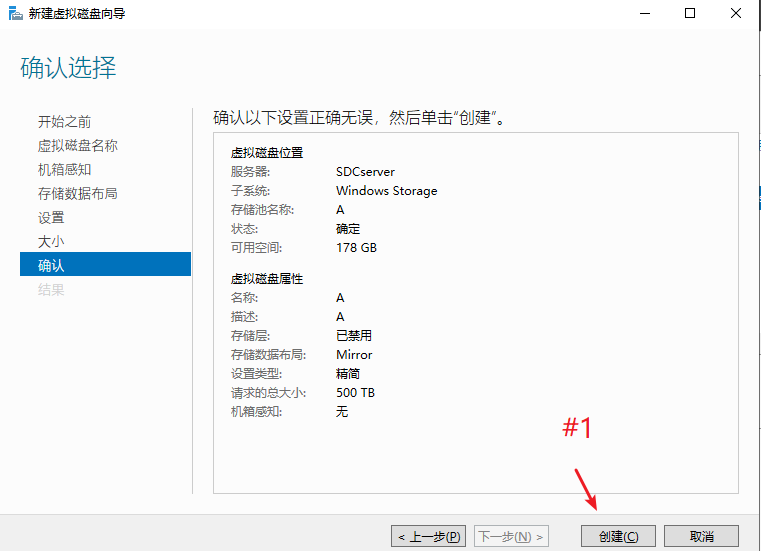 新建虚拟磁盘向导
确认选择
开始之前
虚拟磁盘名称
机箱感知
存储数据布局
设置
大小
确认
结果
确认以下设置正确无误，然后单击"创建"。
虚拟磁盘位置
服务器: SDCserver
子系统: Windows Storage
存储池名称: A
状态: 确定
可用空间: 178 GB
虚拟磁盘属性
名称: A
描述: A
存储层: 已禁用
存储数据布局: Mirror
设置类型: 精简
请求的总大小: 500 TB
机箱感知: 无
#1
< 上一步(P) 下一步(N) > 创建(C) 取消